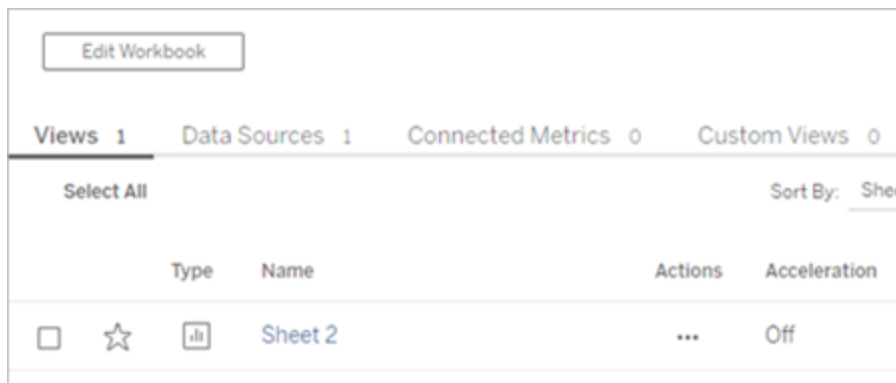 Edit Workbook
Views 1 Data Sources 1 Connected Metrics 0 Custom Views 0
Select All Sort By:
Type Name Actions Acceleration
Sheet 2 ... Off